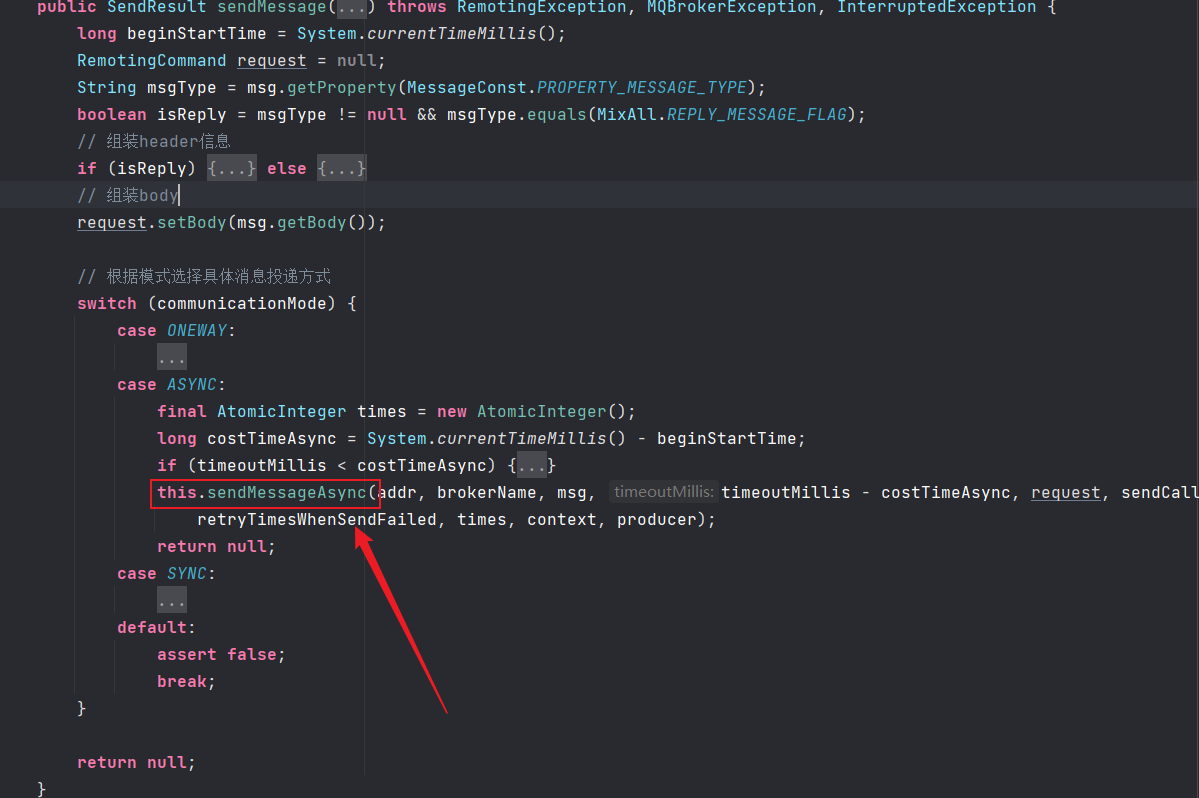 public SendResult sendMessage(...) throws RemotingException, MQBrokerException, InterruptedException {
long beginStartTime = System.currentTimeMillis();
RemotingCommand request = null;
String msgType = msg.getProperty(MessageConst.PROPERTY_MESSAGE_TYPE);
boolean isReply = msgType != null && msgType.equals(MixAll.REPLY_MESSAGE_FLAG);
// 组装header信息
if (isReply) {...} else {...}
// 组装body
request.setBody(msg.getBody());
// 根据模式选择具体消息投递方式
switch (communicationMode) {
case ONEWAY:
...
case ASYNC:
final AtomicInteger times = new AtomicInteger();
long costTimeAsync = System.currentTimeMillis() - beginStartTime;
if (timeoutMillis < costTimeAsync) {...}
this.sendMessageAsync(addr, brokerName, msg, timeoutMillis: timeoutMillis - costTimeAsync, request, sendCall
retryTimesWhenSendFailed, times, context, producer);
return null;
case SYNC:
...
default:
assert false;
break;
}
return null;
}